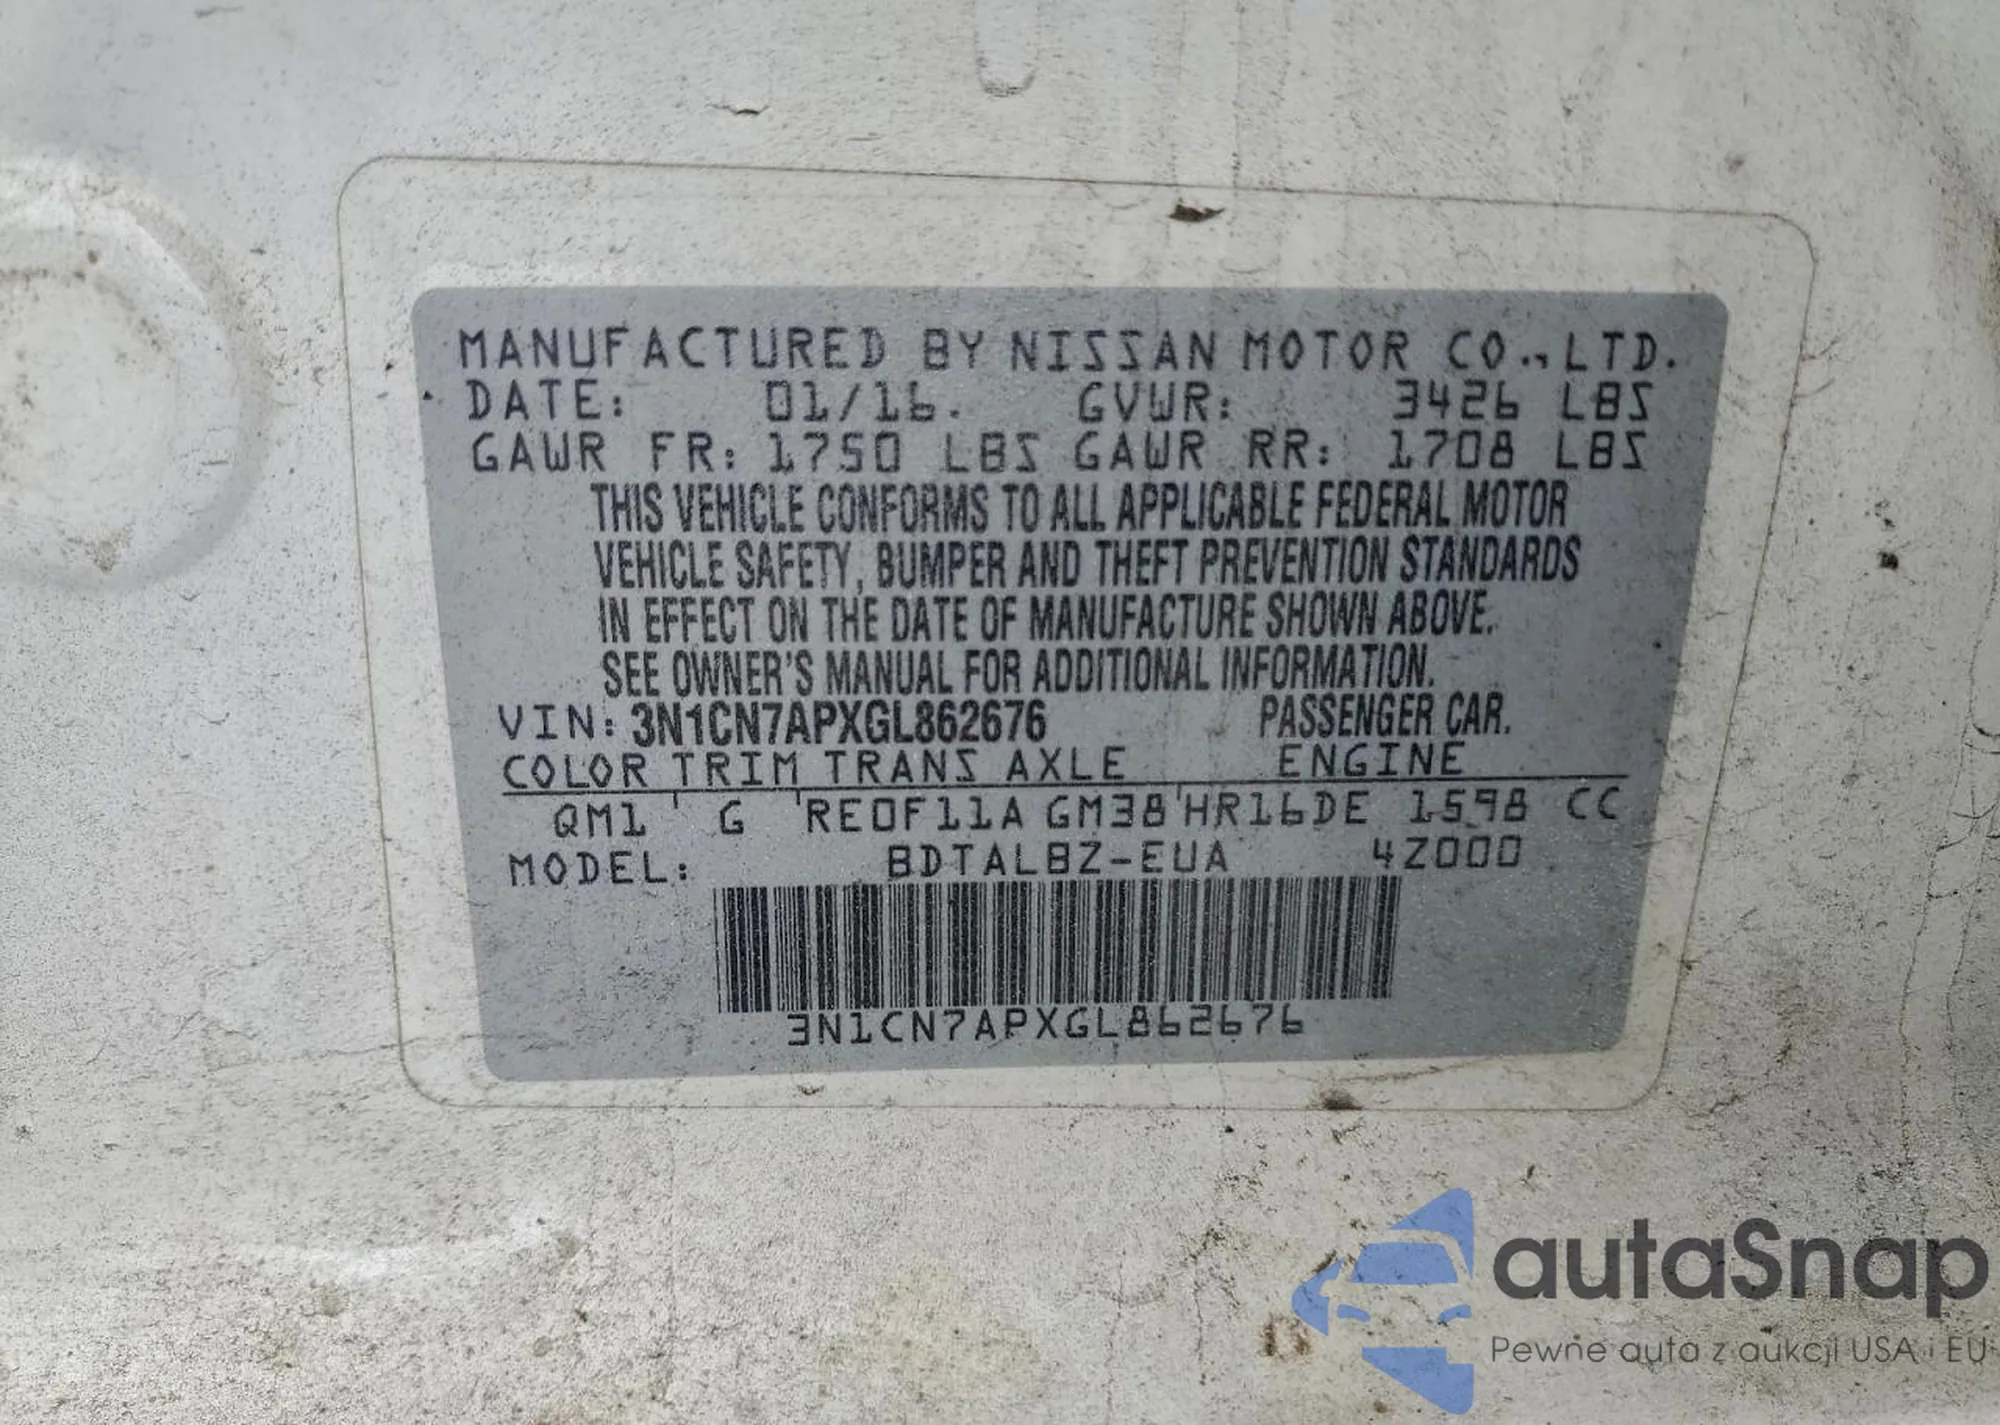 MANUFACTURED BY NISSAN MOTOR CO., LTD.
DATE: 01/16. GVWR: 3426 LBS
GAWR FR: 1750 LBS GAWR RR: 1708 LBS
THIS VEHICLE CONFORMS TO ALL APPLICABLE FEDERAL MOTOR
VEHICLE SAFETY, BUMPER AND THEFT PREVENTION STANDARDS
IN EFFECT ON THE DATE OF MANUFACTURE SHOWN ABOVE.
SEE OWNER'S MANUAL FOR ADDITIONAL INFORMATION.
VIN: 3N1CN7APXGL862676 PASSENGER CAR.
COLOR TRIM TRANS AXLE ENGINE
QM1 G RE0F11A GM38 HR16DE 1598 CC
MODEL: BDTALBZ-EUA 4Z000
3N1CN7APXGL862676
autaSnap
Pewne auta z aukcji USA i EU